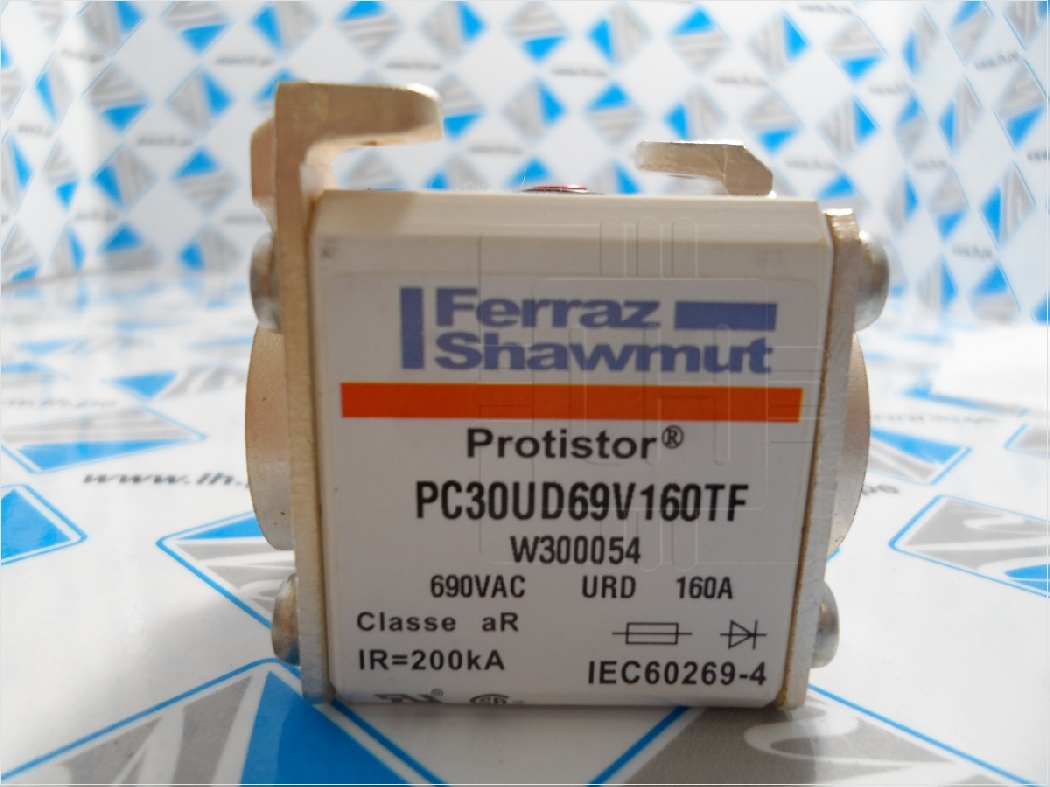 Ferraz
Shawmut
Protistor®
PC30UD69V160TF
W300054
690VAC URD 160A
Classe aR
IR=200kA
IEC60269-4